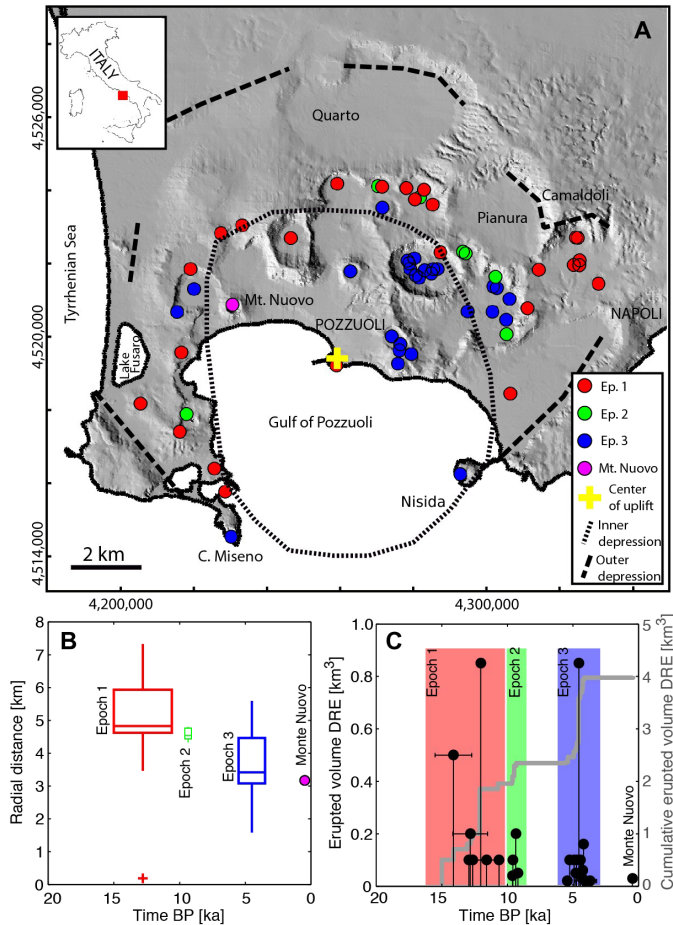 A
ITALY
4,526,000
4,520,000
4,514,000
Quarto
Camaldoli
Pianura
Tyrrhenian Sea
Mt. Nuovo
POZZUOLI
NAPOLI
Lake
Fusaro
Gulf of Pozzuoli
Nisida
C. Miseno
2 km
Ep. 1
Ep. 2
Ep. 3
Mt. Nuovo
Center
of uplift
Inner
depression
Outer
depression
4,200,000
4,300,000
B
Radial distance [km]
8
7
6
5
4
3
2
1
0
Epoch 1
Epoch 2
Epoch 3
Monte Nuovo
20
15
10
5
0
Time BP [ka]
C
Erupted volume DRE [km³]
1.0
0.8
0.6
0.4
0.2
0
Epoch 1
Epoch 2
Epoch 3
Monte Nuovo
5
4
3
2
1
0
Cumulative erupted volume DRE [km³]
20
15
10
5
0
Time BP [ka]